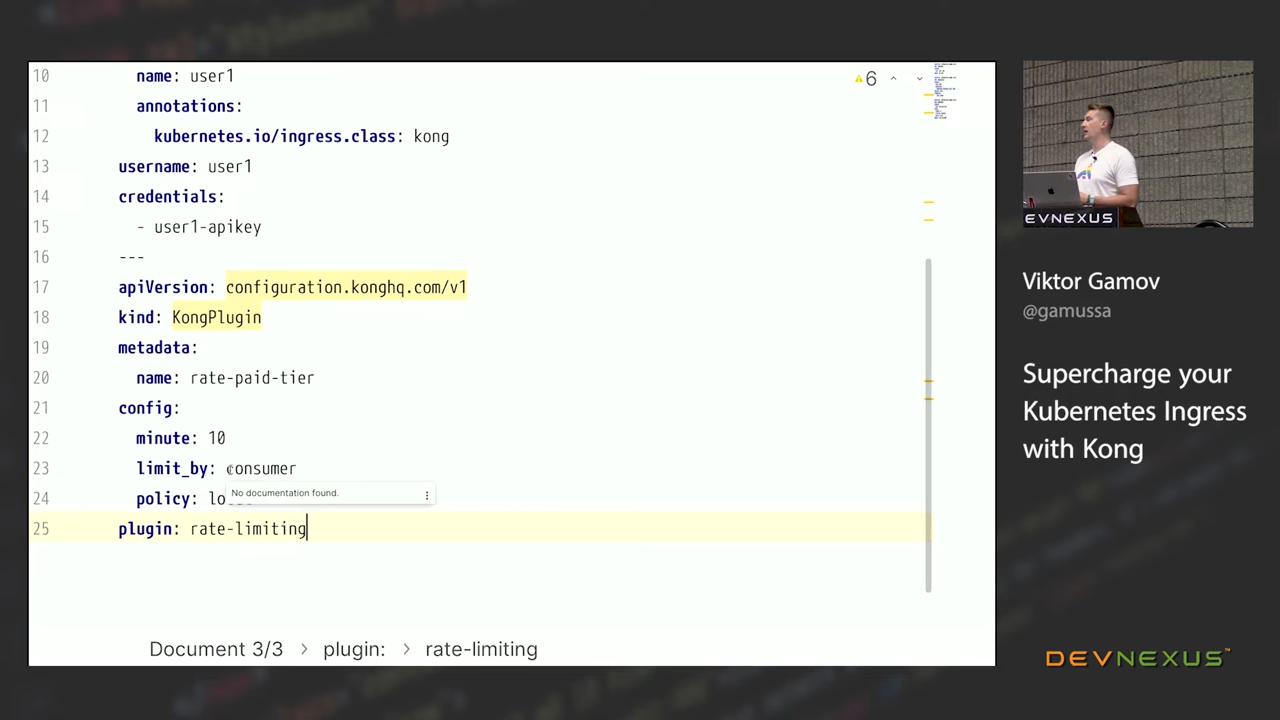 10 name: user1
11 annotations:
12 kubernetes.io/ingress.class: kong
13 username: user1
14 credentials:
15 - user1-apikey
16 ---
17 apiVersion: configuration.konghq.com/v1
18 kind: KongPlugin
19 metadata:
20 name: rate-paid-tier
21 config:
22 minute: 10
23 limit_by: consumer
No documentation found.
24 policy:
25 plugin: rate-limiting
6
Document 3/3 > plugin: > rate-limiting
EVNEXUS
Viktor Gamov
@gamussa
Supercharge your
Kubernetes Ingress
with Kong
DEVNEXUS™